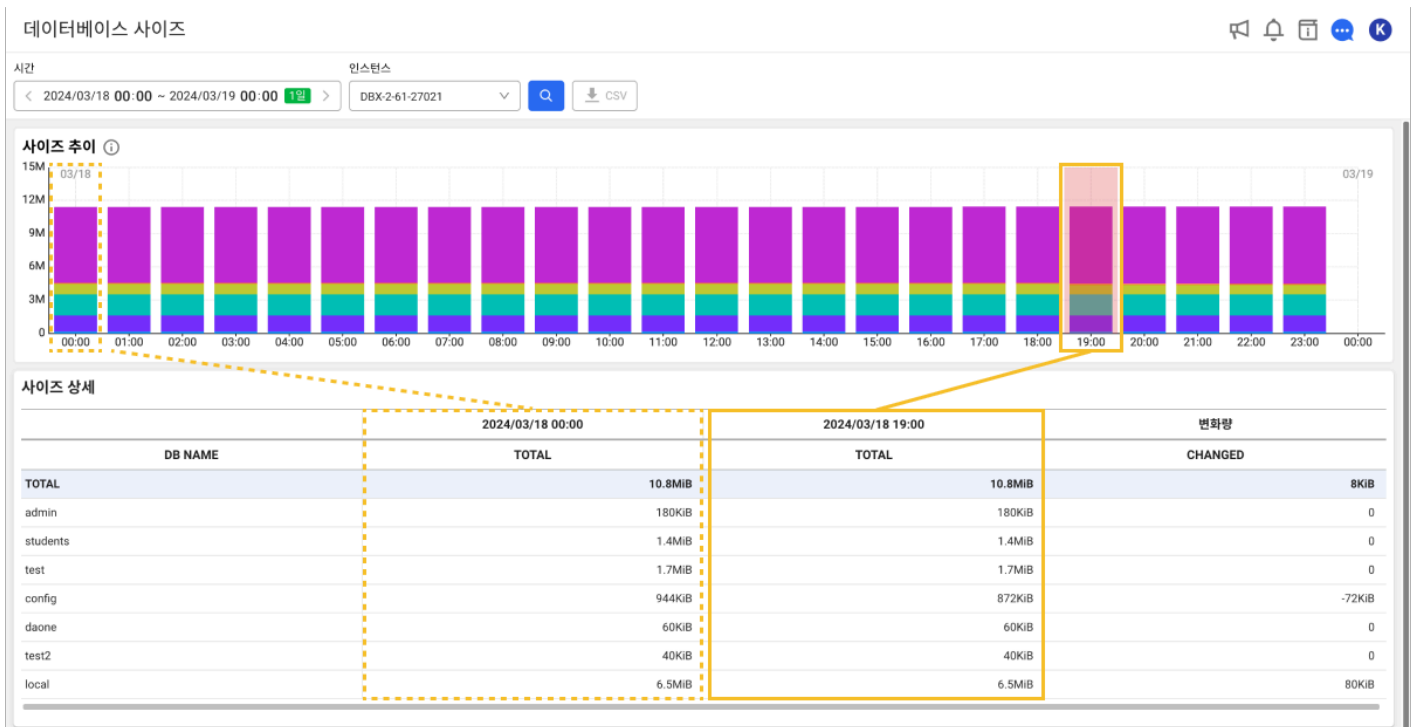 데이터베이스 사이즈
K
시간
인스턴스
2024/03/18 00:00 ~ 2024/03/19 00:00 1일
DBX-2-61-27021
CSV
사이즈 추이
15M
12M
9M
6M
3M
0
03/18
03/19
00:00 01:00 02:00 03:00 04:00 05:00 06:00 07:00 08:00 09:00 10:00 11:00 12:00 13:00 14:00 15:00 16:00 17:00 18:00 19:00 20:00 21:00 22:00 23:00 00:00
사이즈 상세
2024/03/18 00:00 2024/03/18 19:00 변화량
DB NAME TOTAL TOTAL CHANGED
TOTAL 10.8MiB 10.8MiB 8KiB
admin 180KiB 180KiB 0
students 1.4MiB 1.4MiB 0
test 1.7MiB 1.7MiB 0
config 944KiB 872KiB -72KiB
daone 60KiB 60KiB 0
test2 40KiB 40KiB 0
local 6.5MiB 6.5MiB 80KiB